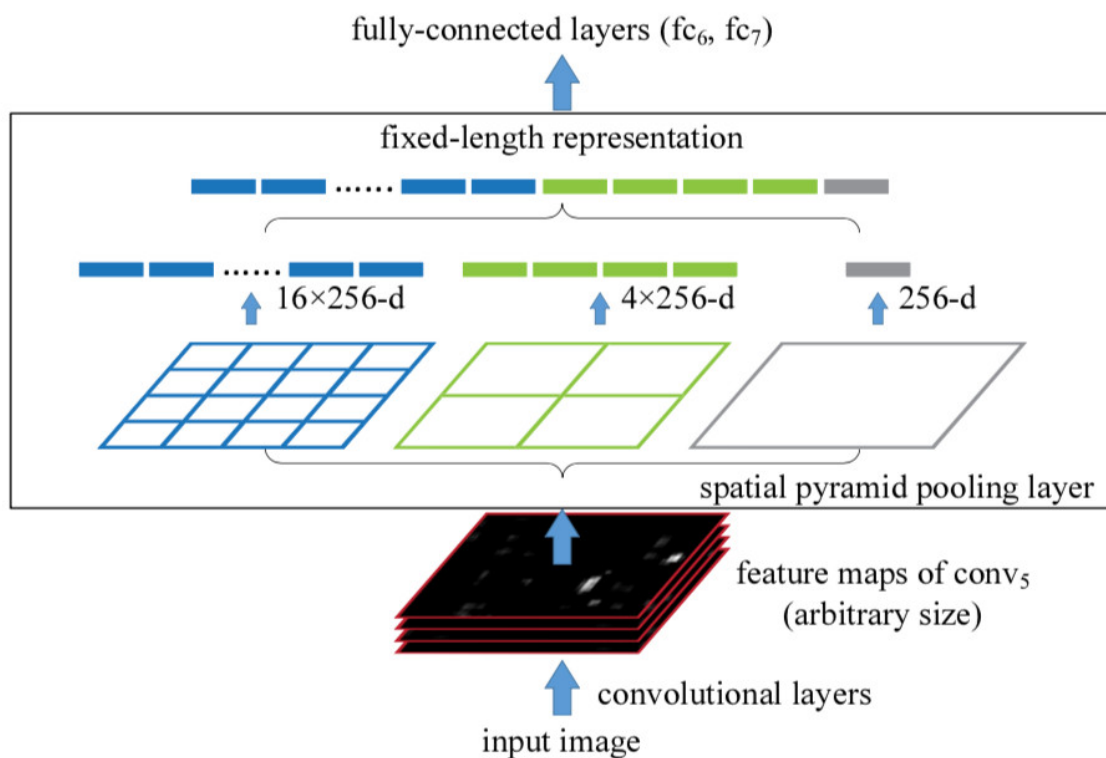 fully-connected layers (fc₆, fc₇)
fixed-length representation
......
......
16×256-d
4×256-d
256-d
spatial pyramid pooling layer
feature maps of conv₅
(arbitrary size)
convolutional layers
input image